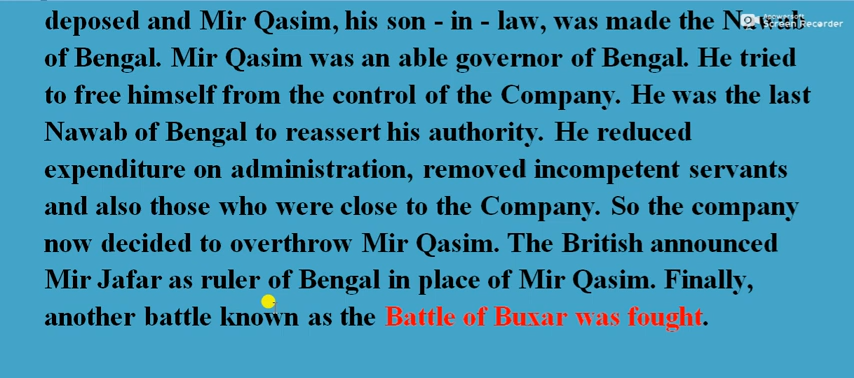 deposed and Mir Qasim, his son - in - law, was made the
of Bengal. Mir Qasim was an able governor of Bengal. He tried
to free himself from the control of the Company. He was the last
Nawab of Bengal to reassert his authority. He reduced
expenditure on administration, removed incompetent servants
and also those who were close to the Company. So the company
now decided to overthrow Mir Qasim. The British announced
Mir Jafar as ruler of Bengal in place of Mir Qasim. Finally,
another battle known as the Battle of Buxar was fought.
Screen Recorder